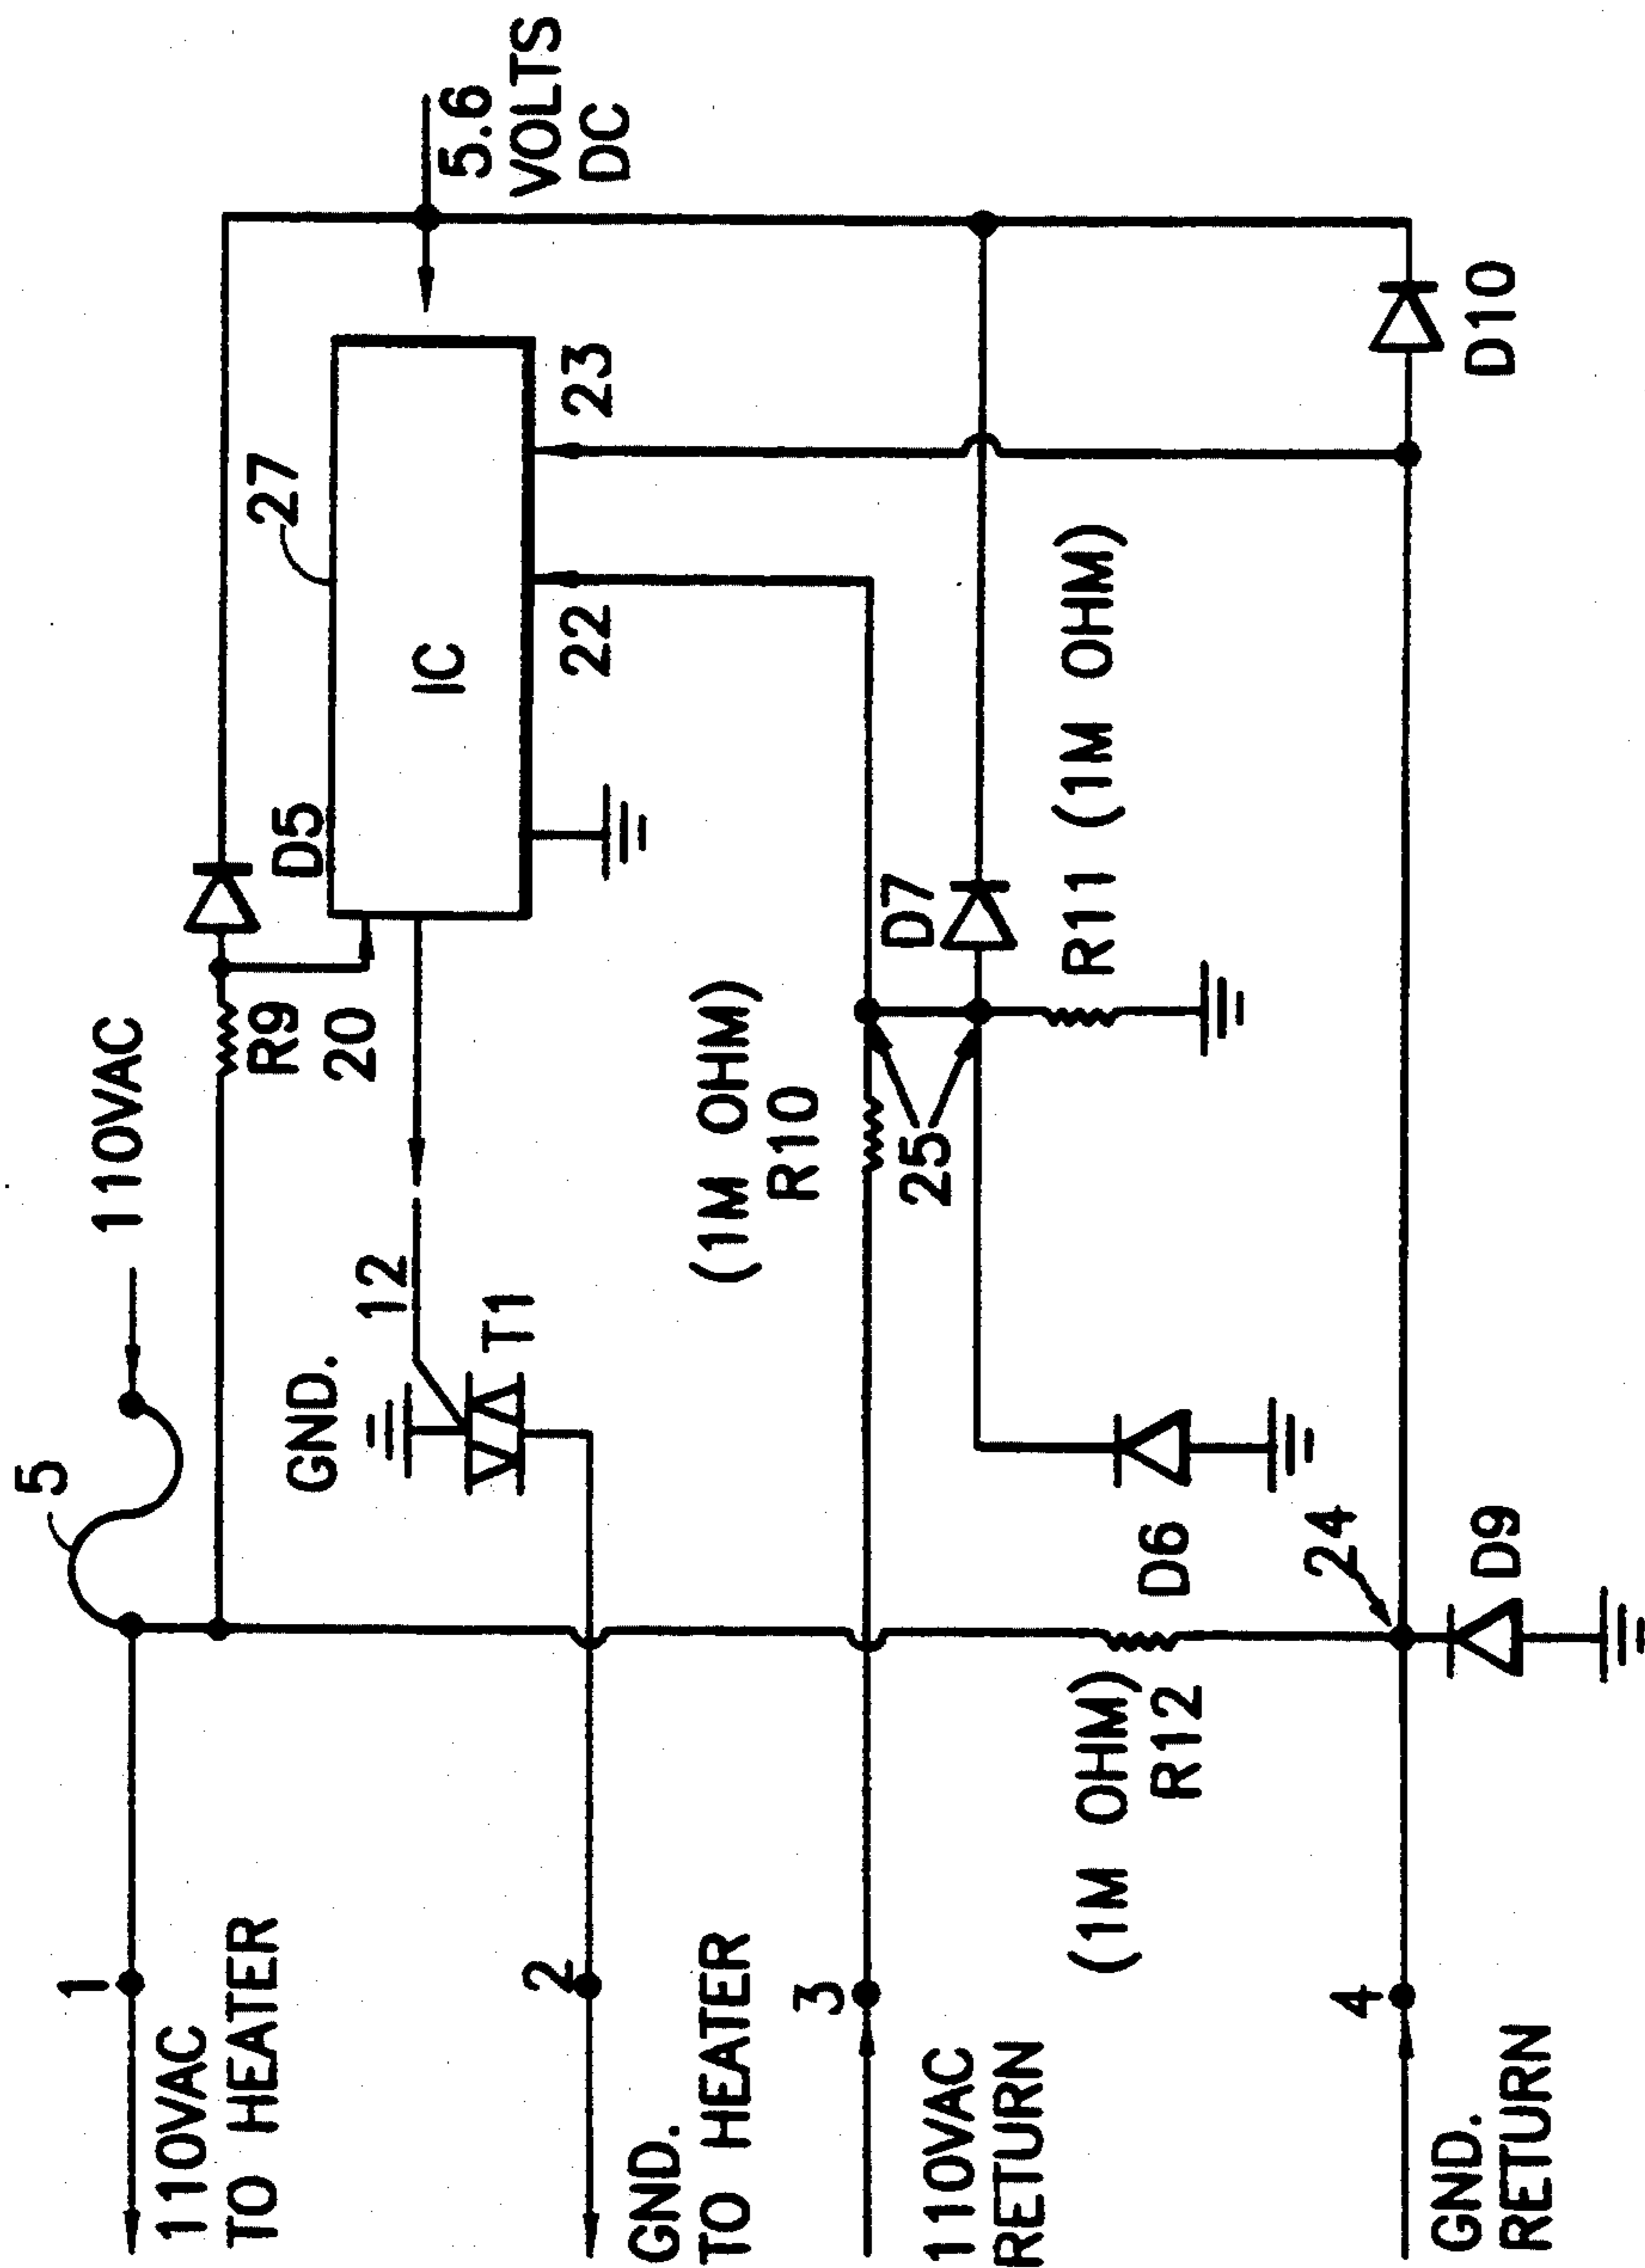 5
110VAC
1
110VAC
TO HEATER
R9
D5
27
5.6
VOLTS
DC
20
IC
GND.
12
T1
22
23
2
GND.
TO HEATER
(1M OHM)
R10
D7
25
3
110VAC
RETURN
R11 (1M OHM)
(1M OHM)
R12
D6
24
4
GND.
RETURN
D9
D10